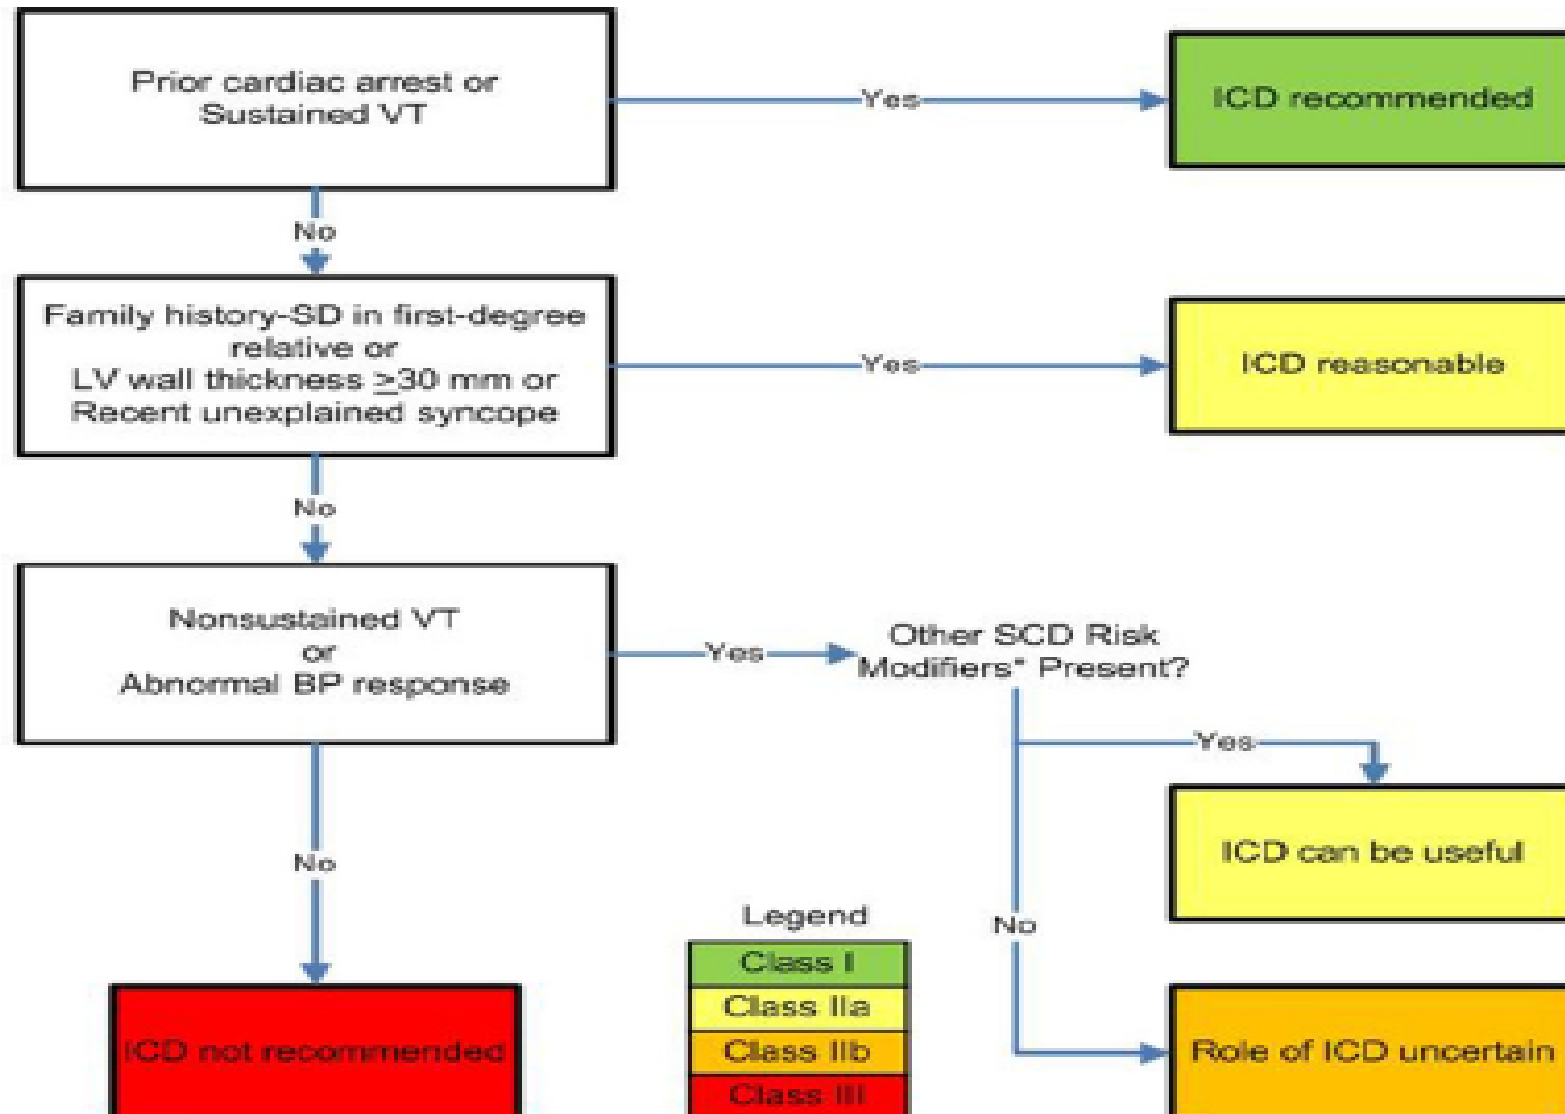 Prior cardiac arrest or
Sustained VT
Yes
ICD recommended
No
Family history-SD in first-degree
relative or
LV wall thickness ≥30 mm or
Recent unexplained syncope
Yes
ICD reasonable
No
Nonsustained VT
or
Abnormal BP response
Yes
Other SCD Risk
Modifiers* Present?
Yes
ICD can be useful
No
Role of ICD uncertain
No
ICD not recommended
Legend
Class I
Class IIa
Class IIb
Class III